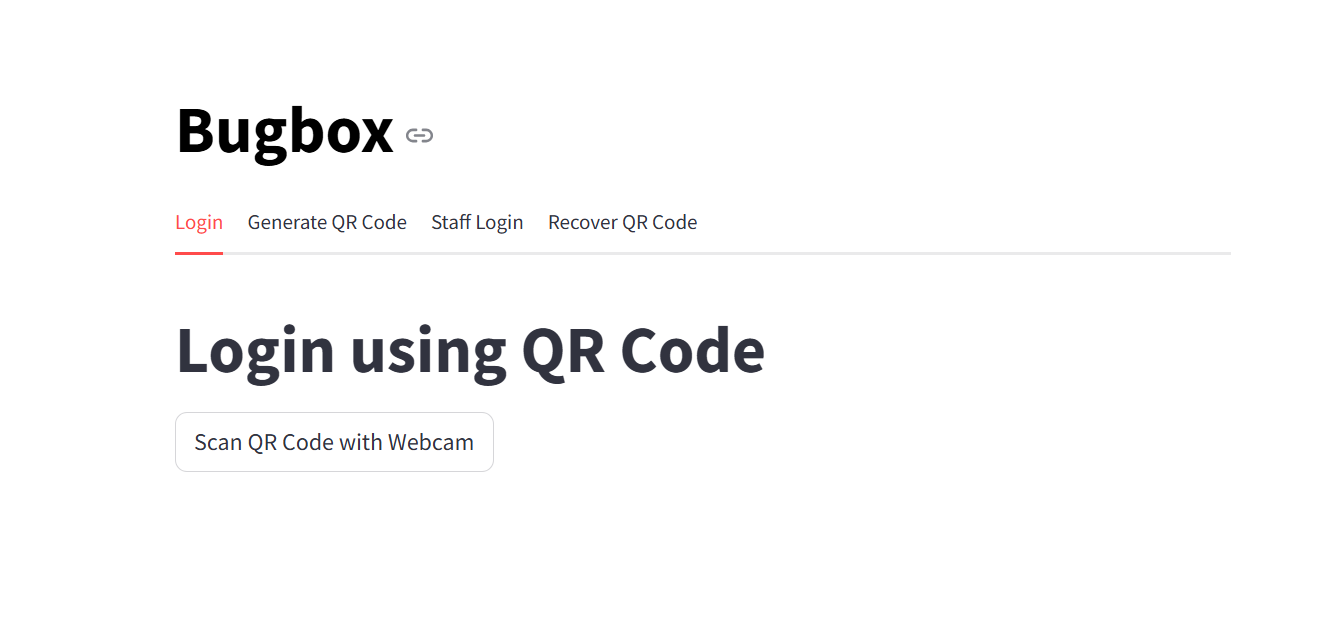 Bugbox
Login Generate QR Code Staff Login Recover QR Code
Login using QR Code
Scan QR Code with Webcam